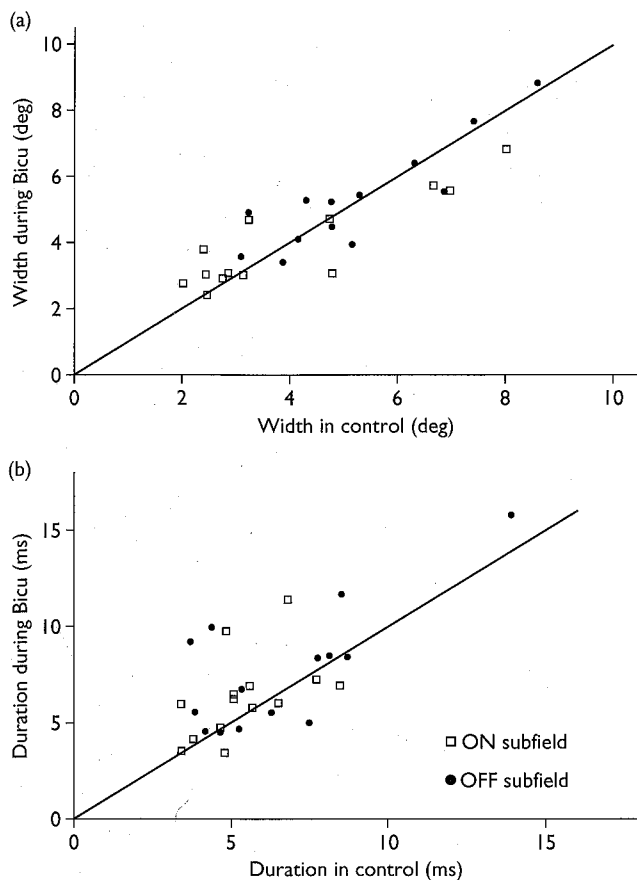 (a)
10
8
6
4
2
0
Width during Bicu (deg)
0 2 4 6 8 10
Width in control (deg)
(b)
15
10
5
0
Duration during Bicu (ms)
ON subfield
OFF subfield
0 5 10 15
Duration in control (ms)